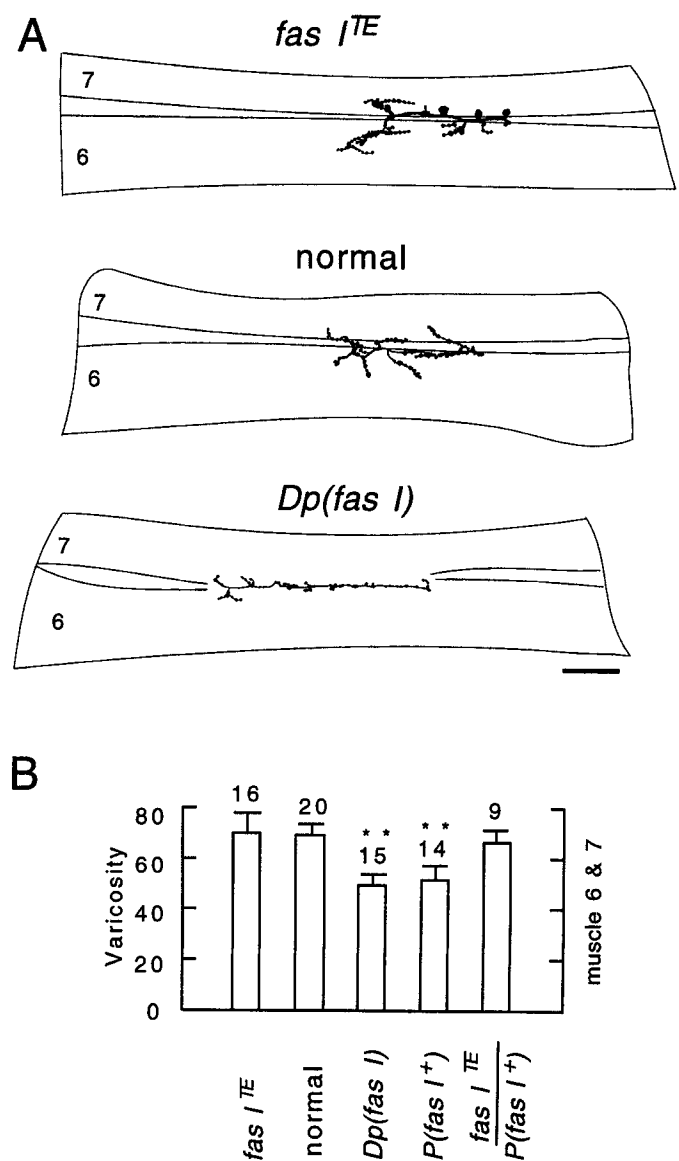 A
fas I^TE
7
6
normal
7
6
Dp(fas I)
7
6
B
80
60
40
20
0
Varicosity
16
20
* *
15
* *
14
9
muscle 6 & 7
fas I^TE
normal
Dp(fas I)
P(fas I^+)
fas I^TE
P(fas I^+)